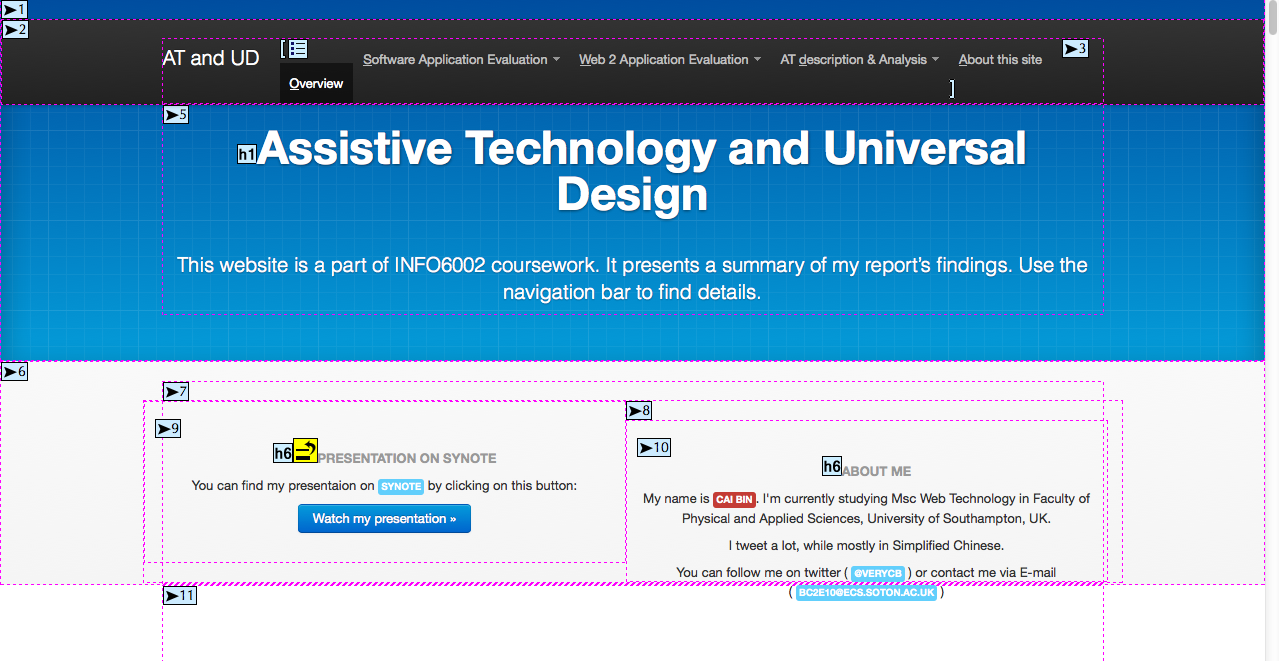 ➤1
➤2
AT and UD
[
Software Application Evaluation
Web 2 Application Evaluation
AT description & Analysis
About this site
➤3
Overview
]
➤5
h1 Assistive Technology and Universal
Design
This website is a part of INFO6002 coursework. It presents a summary of my report's findings. Use the
navigation bar to find details.
➤6
➤7
➤8
➤9
➤10
h6 PRESENTATION ON SYNOTE
You can find my presentaion on SYNOTE by clicking on this button:
Watch my presentation »
h6 ABOUT ME
My name is CAI BIN. I'm currently studying Msc Web Technology in Faculty of
Physical and Applied Sciences, University of Southampton, UK.
I tweet a lot, while mostly in Simplified Chinese.
You can follow me on twitter ( @VERYCB ) or contact me via E-mail
( BC2E10@ECS.SOTON.AC.UK )
➤11